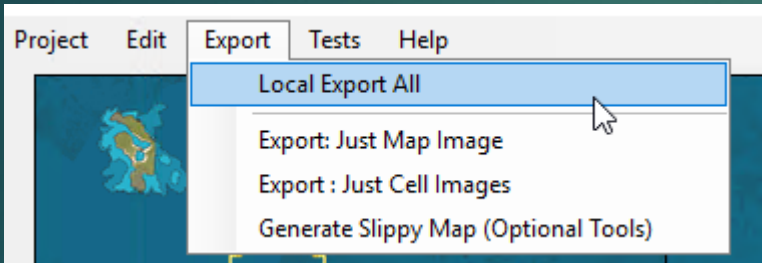 Project Edit Export Tests Help
Local Export All
Export: Just Map Image
Export : Just Cell Images
Generate Slippy Map (Optional Tools)